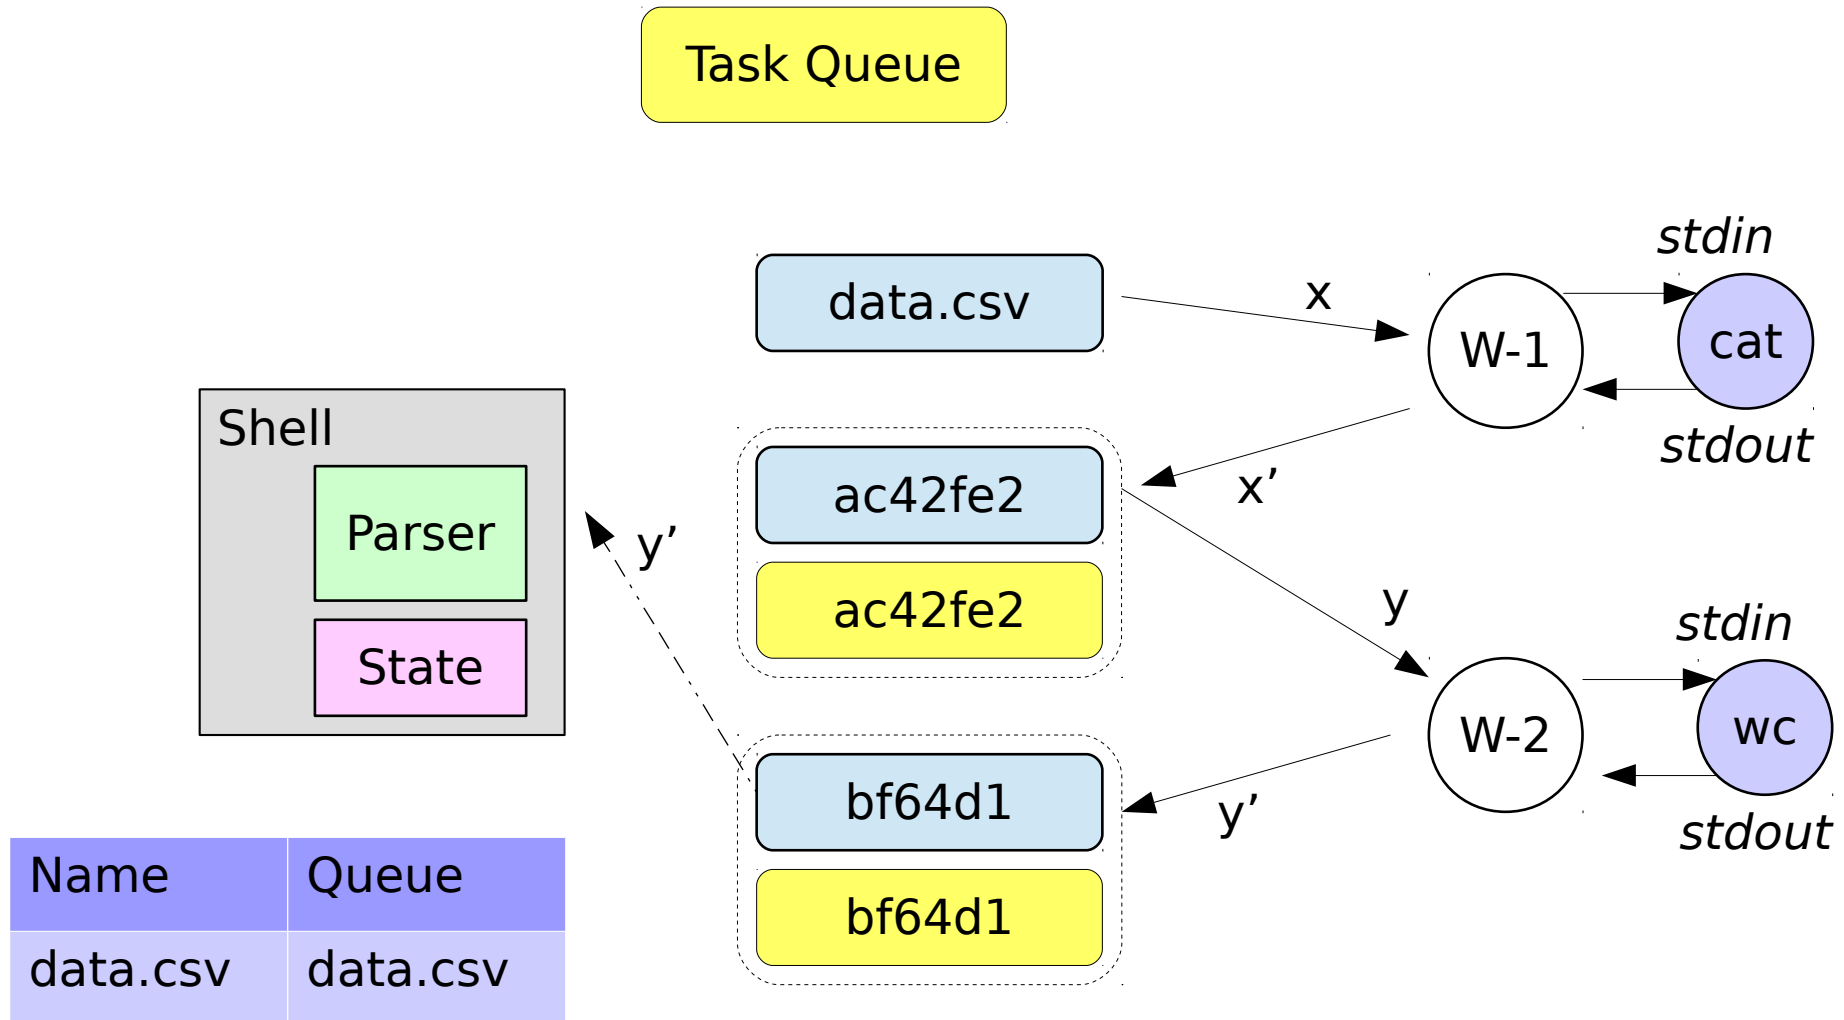 Task Queue
stdin
data.csv
x
W-1
cat
stdout
Shell
Parser
State
ac42fe2
x’
ac42fe2
y’
y
stdin
W-2
wc
stdout
bf64d1
y’
bf64d1
Name Queue
data.csv data.csv